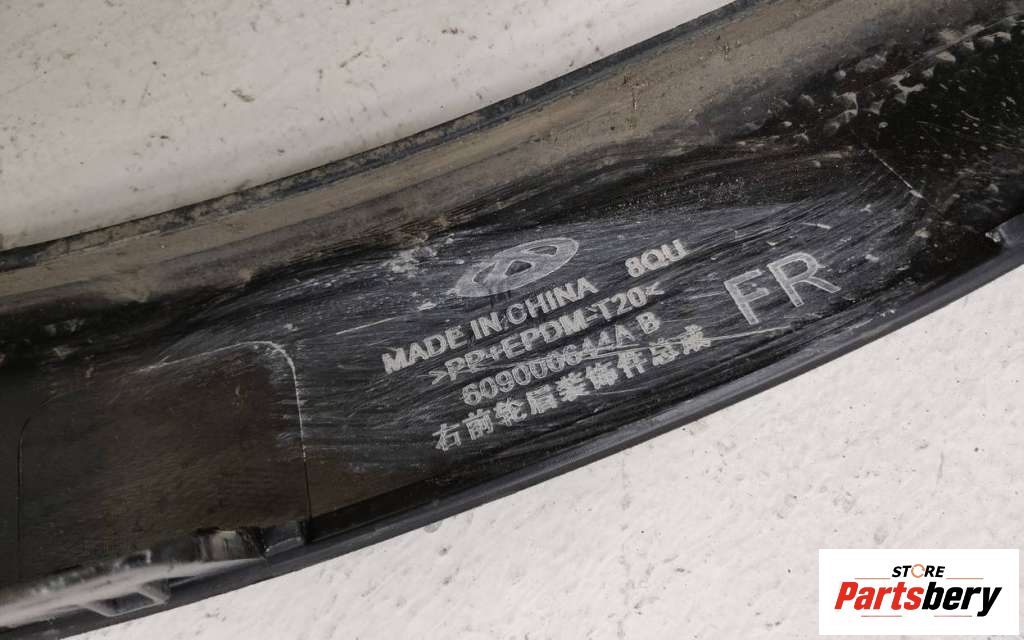 MADE IN CHINA 8QU
>PP+EPDM-T20<
609000644A B
右前轮眉装饰件总成
FR
STORE
Partsbery